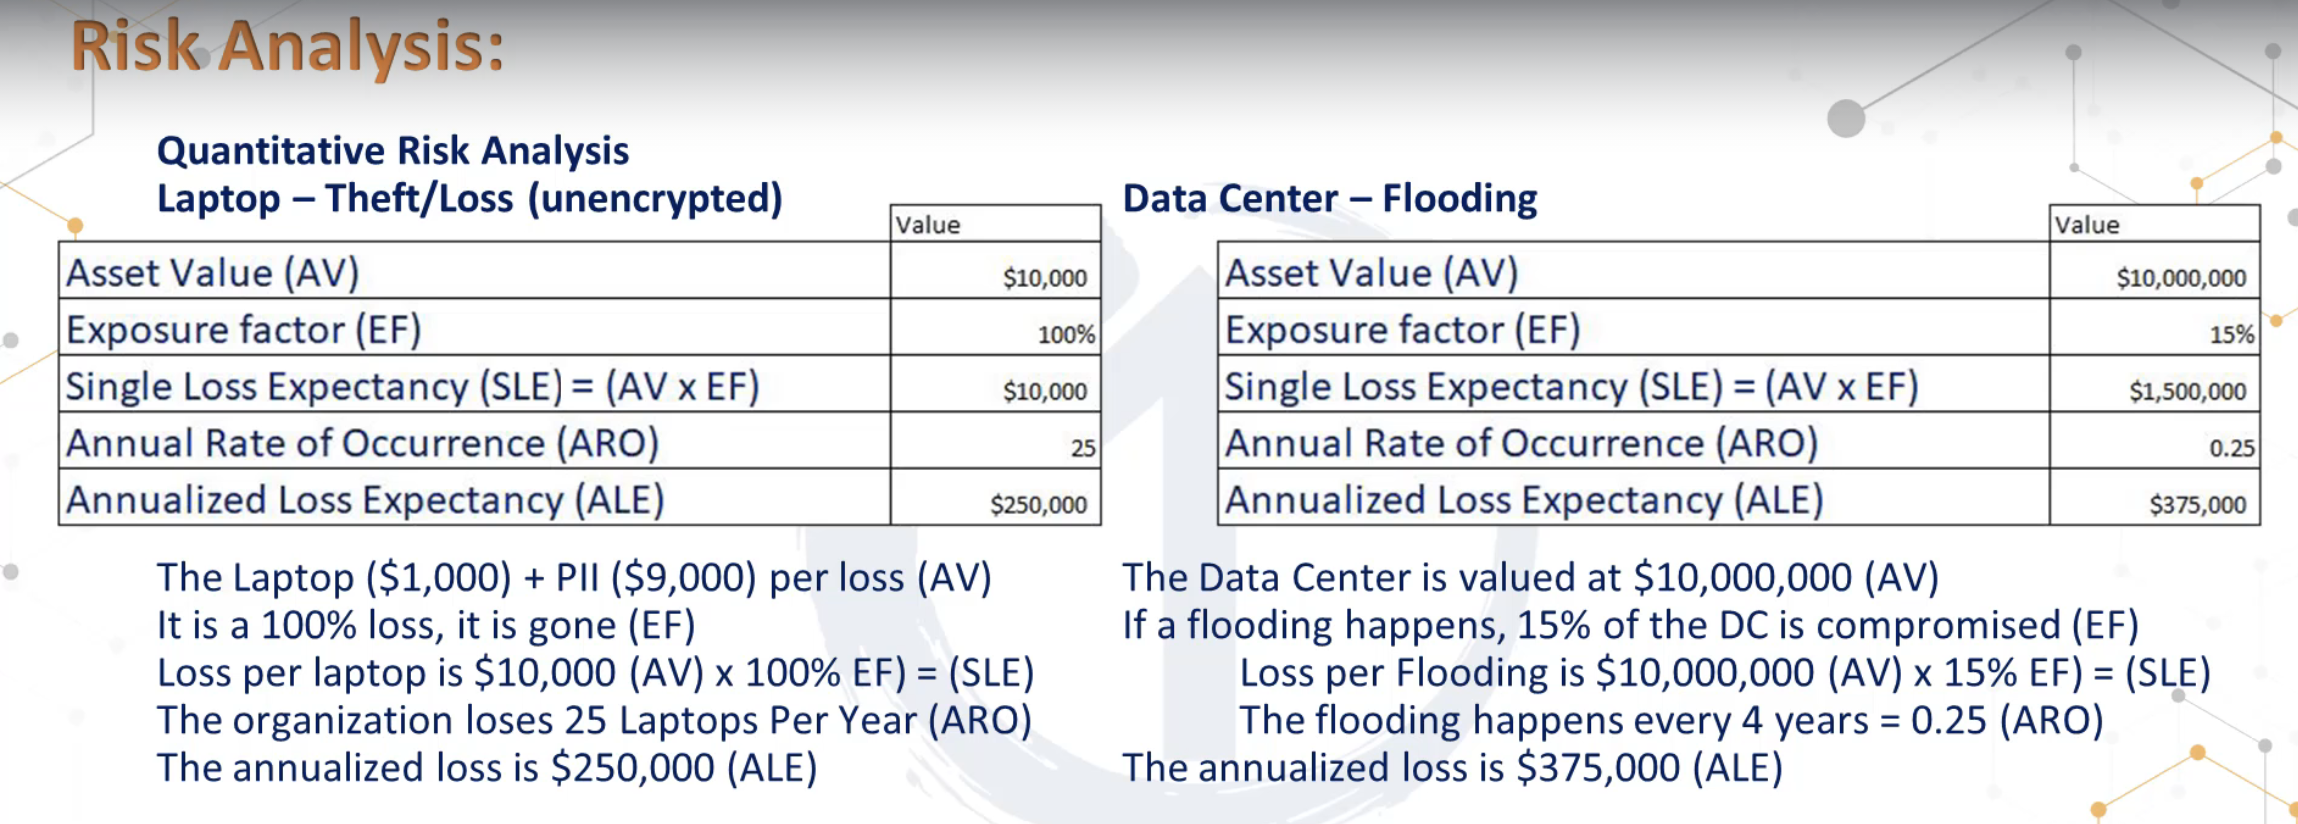 Risk Analysis:
Quantitative Risk Analysis
Laptop – Theft/Loss (unencrypted)
Value
Asset Value (AV) $10,000
Exposure factor (EF) 100%
Single Loss Expectancy (SLE) = (AV x EF) $10,000
Annual Rate of Occurrence (ARO) 25
Annualized Loss Expectancy (ALE) $250,000
The Laptop ($1,000) + PII ($9,000) per loss (AV)
It is a 100% loss, it is gone (EF)
Loss per laptop is $10,000 (AV) x 100% EF) = (SLE)
The organization loses 25 Laptops Per Year (ARO)
The annualized loss is $250,000 (ALE)
Data Center – Flooding
Value
Asset Value (AV) $10,000,000
Exposure factor (EF) 15%
Single Loss Expectancy (SLE) = (AV x EF) $1,500,000
Annual Rate of Occurrence (ARO) 0.25
Annualized Loss Expectancy (ALE) $375,000
The Data Center is valued at $10,000,000 (AV)
If a flooding happens, 15% of the DC is compromised (EF)
Loss per Flooding is $10,000,000 (AV) x 15% EF) = (SLE)
The flooding happens every 4 years = 0.25 (ARO)
The annualized loss is $375,000 (ALE)